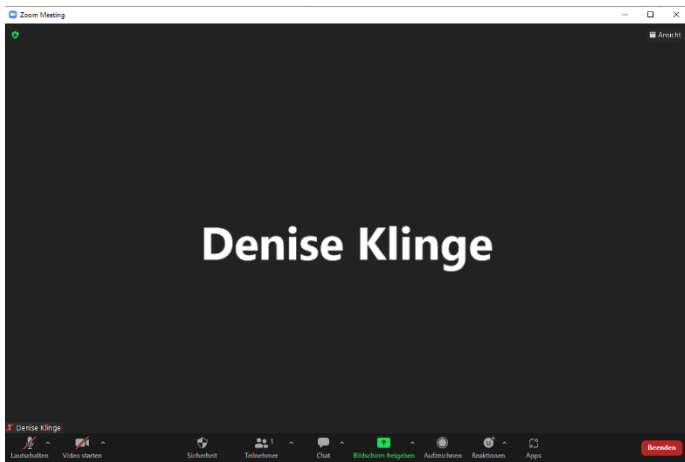 Zoom Meeting
Ansicht
Denise Klinge
Denise Klinge
1
Lautschalten Video starten Sicherheit Teilnehmer Chat Bildschirm freigeben Aufzeichnen Reaktionen Apps Beenden